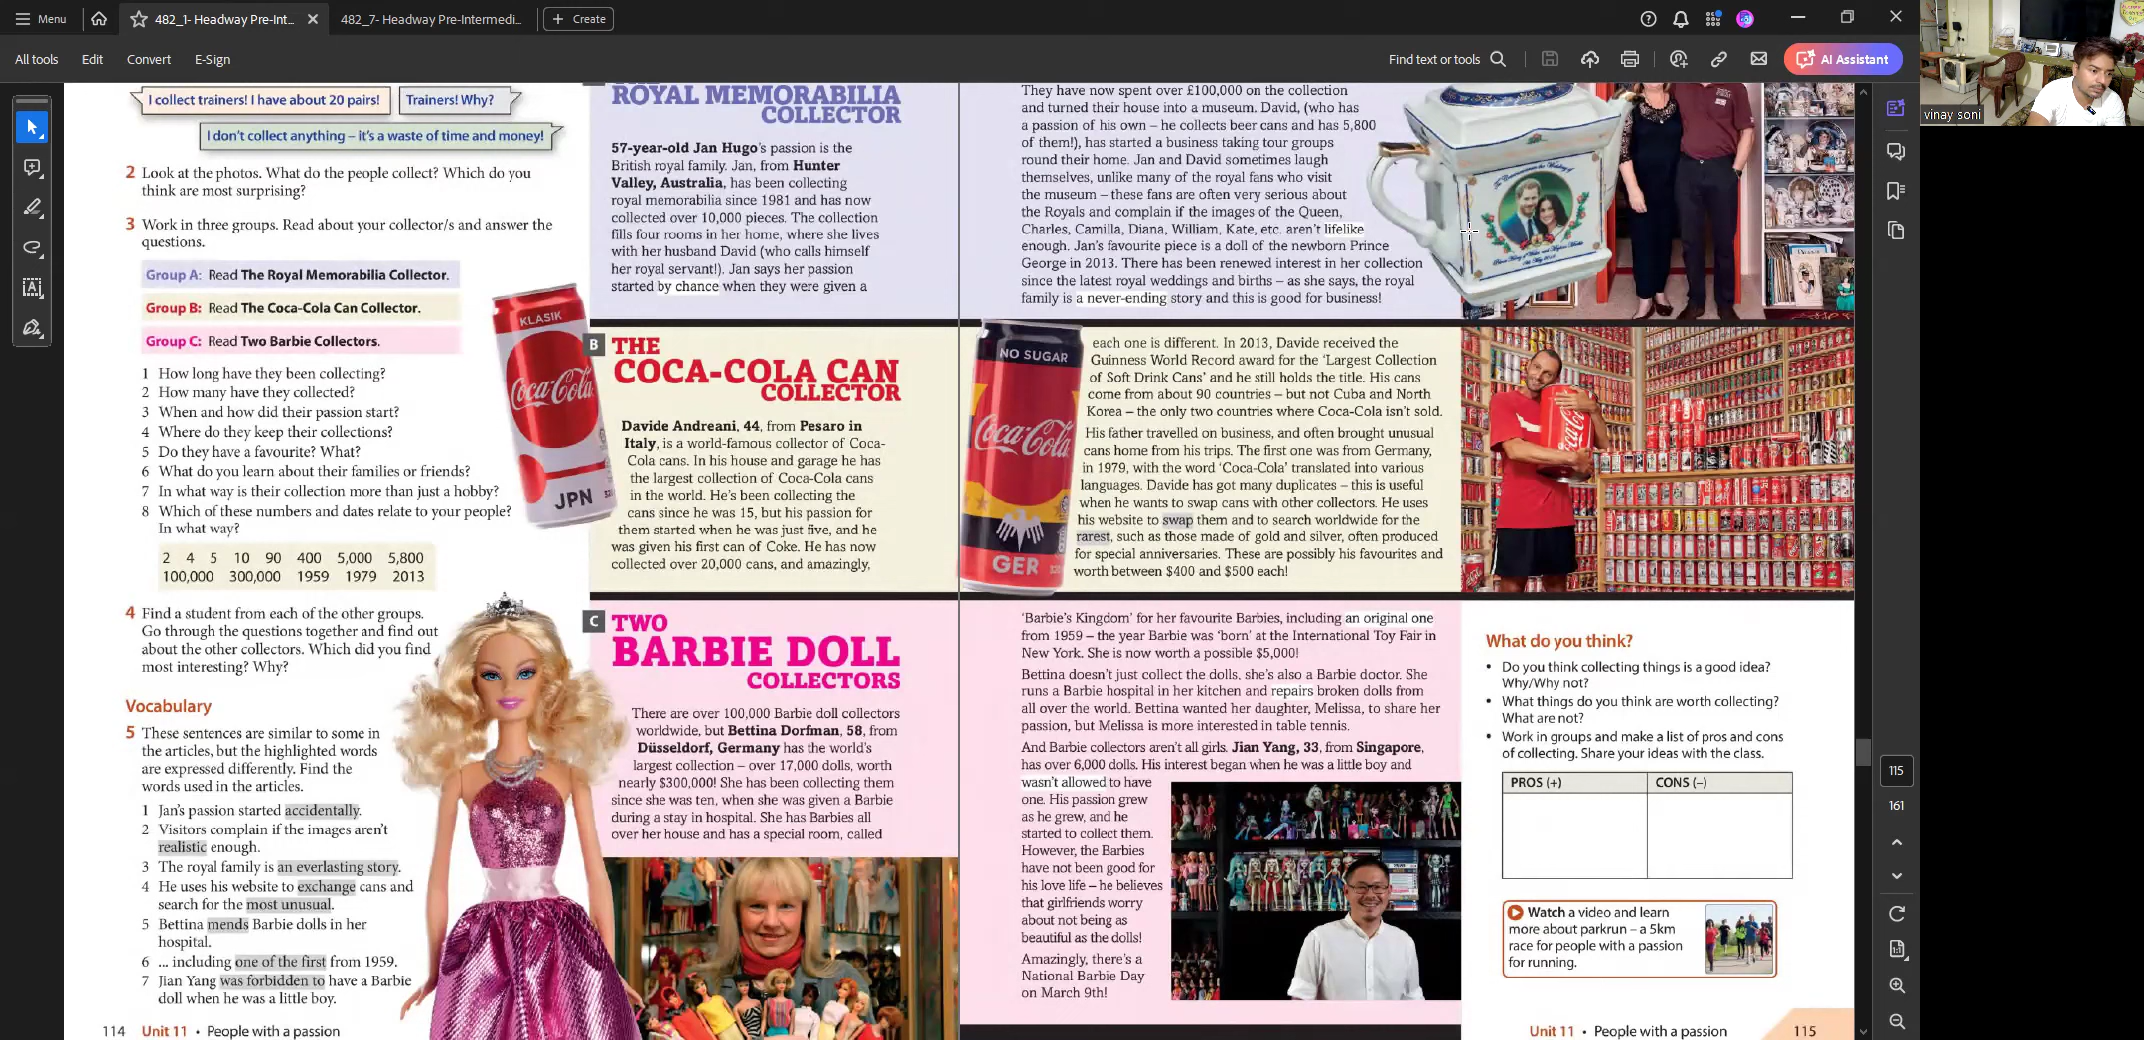 Menu
482_1- Headway Pre-Int...
482_7- Headway Pre-Intermedi...
Create
All tools
Edit
Convert
E-Sign
Find text or tools
AI Assistant
vinay soni
I collect trainers! I have about 20 pairs!
Trainers! Why?
I don't collect anything – it's a waste of time and money!
2 Look at the photos. What do the people collect? Which do you
think are most surprising?
3 Work in three groups. Read about your collector/s and answer the
questions.
Group A: Read The Royal Memorabilia Collector.
Group B: Read The Coca-Cola Can Collector.
Group C: Read Two Barbie Collectors.
1 How long have they been collecting?
2 How many have they collected?
3 When and how did their passion start?
4 Where do they keep their collections?
5 Do they have a favourite? What?
6 What do you learn about their families or friends?
7 In what way is their collection more than just a hobby?
8 Which of these numbers and dates relate to your people?
In what way?
2 4 5 10 90 400 5,000 5,800
100,000 300,000 1959 1979 2013
4 Find a student from each of the other groups.
Go through the questions together and find out
about the other collectors. Which did you find
most interesting? Why?
Vocabulary
5 These sentences are similar to some in
the articles, but the highlighted words
are expressed differently. Find the
words used in the articles.
1 Jan's passion started accidentally.
2 Visitors complain if the images aren't
realistic enough.
3 The royal family is an everlasting story.
4 He uses his website to exchange cans and
search for the most unusual.
5 Bettina mends Barbie dolls in her
hospital.
6 ... including one of the first from 1959.
7 Jian Yang was forbidden to have a Barbie
doll when he was a little boy.
114 Unit 11 • People with a passion
ROYAL MEMORABILIA
COLLECTOR
57-year-old Jan Hugo's passion is the
British royal family. Jan, from Hunter
Valley, Australia, has been collecting
royal memorabilia since 1981 and has now
collected over 10,000 pieces. The collection
fills four rooms in her home, where she lives
with her husband David (who calls himself
her royal servant!). Jan says her passion
started by chance when they were given a
They have now spent over £100,000 on the collection
and turned their house into a museum. David, (who has
a passion of his own – he collects beer cans and has 5,800
of them!), has started a business taking tour groups
round their home. Jan and David sometimes laugh
themselves, unlike many of the royal fans who visit
the museum – these fans are often very serious about
the Royals and complain if the images of the Queen,
Charles, Camilla, Diana, William, Kate, etc. aren't lifelike
enough. Jan's favourite piece is a doll of the newborn Prince
George in 2013. There has been renewed interest in her collection
since the latest royal weddings and births – as she says, the royal
family is a never-ending story and this is good for business!
KLASIK
Coca-Cola
JPN
B THE
COCA-COLA CAN
COLLECTOR
Davide Andreani, 44, from Pesaro in
Italy, is a world-famous collector of Coca-
Cola cans. In his house and garage he has
the largest collection of Coca-Cola cans
in the world. He's been collecting the
cans since he was 15, but his passion for
them started when he was just five, and he
was given his first can of Coke. He has now
collected over 20,000 cans, and amazingly,
NO SUGAR
Coca-Cola
GER
each one is different. In 2013, Davide received the
Guinness World Record award for the 'Largest Collection
of Soft Drink Cans' and he still holds the title. His cans
come from about 90 countries – but not Cuba and North
Korea – the only two countries where Coca-Cola isn't sold.
His father travelled on business, and often brought unusual
cans home from his trips. The first one was from Germany,
in 1979, with the word 'Coca-Cola' translated into various
languages. Davide has got many duplicates – this is useful
when he wants to swap cans with other collectors. He uses
his website to swap them and to search worldwide for the
rarest, such as those made of gold and silver, often produced
for special anniversaries. These are possibly his favourites and
worth between $400 and $500 each!
C TWO
BARBIE DOLL
COLLECTORS
There are over 100,000 Barbie doll collectors
worldwide, but Bettina Dorfman, 58, from
Düsseldorf, Germany has the world's
largest collection – over 17,000 dolls, worth
nearly $300,000! She has been collecting them
since she was ten, when she was given a Barbie
during a stay in hospital. She has Barbies all
over her house and has a special room, called
'Barbie's Kingdom' for her favourite Barbies, including an original one
from 1959 – the year Barbie was 'born' at the International Toy Fair in
New York. She is now worth a possible $5,000!
Bettina doesn't just collect the dolls, she's also a Barbie doctor. She
runs a Barbie hospital in her kitchen and repairs broken dolls from
all over the world. Bettina wanted her daughter, Melissa, to share her
passion, but Melissa is more interested in table tennis.
And Barbie collectors aren't all girls. Jian Yang, 33, from Singapore,
has over 6,000 dolls. His interest began when he was a little boy and
wasn't allowed to have
one. His passion grew
as he grew, and he
started to collect them.
However, the Barbies
have not been good for
his love life – he believes
that girlfriends worry
about not being as
beautiful as the dolls!
Amazingly, there's a
National Barbie Day
on March 9th!
What do you think?
• Do you think collecting things is a good idea?
Why/Why not?
• What things do you think are worth collecting?
What are not?
• Work in groups and make a list of pros and cons
of collecting. Share your ideas with the class.
PROS (+) CONS (–)
Watch a video and learn
more about parkrun – a 5km
race for people with a passion
for running.
Unit 11 • People with a passion 115
115
161